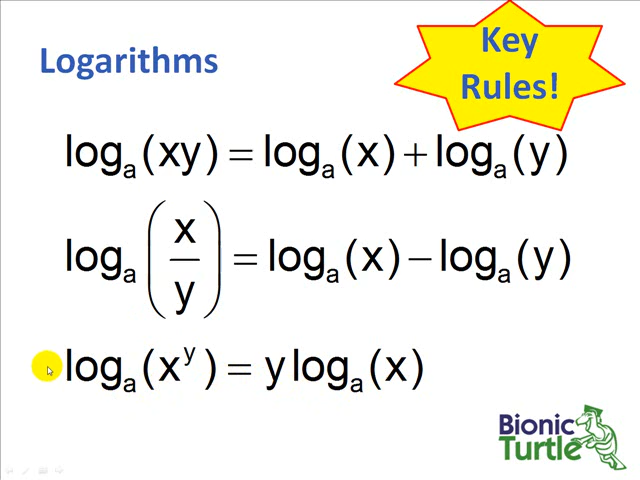 Logarithms
Key
Rules!
logₐ(xy) = logₐ(x) + logₐ(y)
logₐ(x/y) = logₐ(x) − logₐ(y)
logₐ(xʸ) = y logₐ(x)
Bionic
Turtle